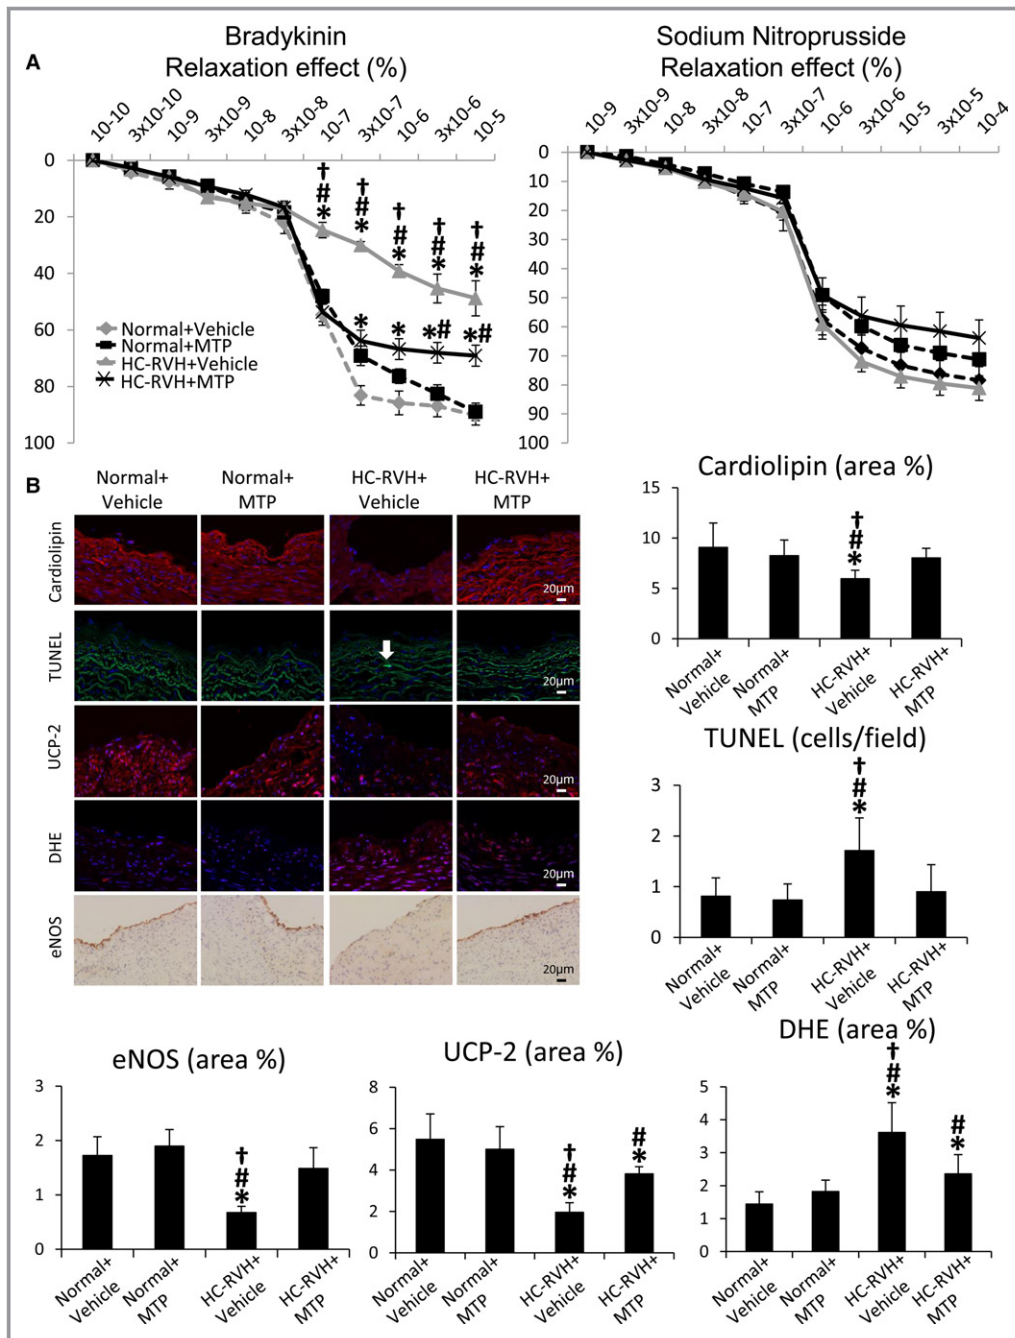 A
Bradykinin
Relaxation effect (%)
10-10
3x10-10
10-9
3x10-9
10-8
3x10-8
10-7
3x10-7
10-6
3x10-6
10-5
0
20
40
60
80
100
†
#
*
†
#
*
†
#
*
†
#
*
†
#
*
*
*
*#
*#
Normal+Vehicle
Normal+MTP
HC-RVH+Vehicle
HC-RVH+MTP
Sodium Nitroprusside
Relaxation effect (%)
10-9
3x10-9
10-8
3x10-8
10-7
3x10-7
10-6
3x10-6
10-5
3x10-5
10-4
0
10
20
30
40
50
60
70
80
90
100
B
Normal+
Vehicle
Normal+
MTP
HC-RVH+
Vehicle
HC-RVH+
MTP
Cardiolipin
20μm
TUNEL
20μm
UCP-2
20μm
DHE
20μm
eNOS
20μm
Cardiolipin (area %)
15
10
5
0
†
#
*
Normal+
Vehicle
Normal+
MTP
HC-RVH+
Vehicle
HC-RVH+
MTP
TUNEL (cells/field)
3
2
1
0
†
#
*
Normal+
Vehicle
Normal+
MTP
HC-RVH+
Vehicle
HC-RVH+
MTP
eNOS (area %)
3
2
1
0
†
#
*
Normal+
Vehicle
Normal+
MTP
HC-RVH+
Vehicle
HC-RVH+
MTP
UCP-2 (area %)
8
6
4
2
0
†
#
*
#
*
Normal+
Vehicle
Normal+
MTP
HC-RVH+
Vehicle
HC-RVH+
MTP
DHE (area %)
5
4
3
2
1
0
†
#
*
#
*
Normal+
Vehicle
Normal+
MTP
HC-RVH+
Vehicle
HC-RVH+
MTP